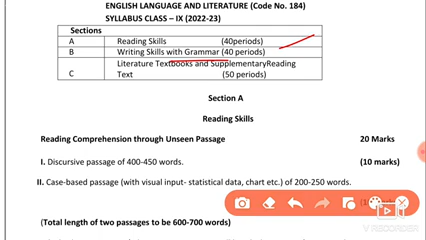 ENGLISH LANGUAGE AND LITERATURE (Code No. 184)
SYLLABUS CLASS – IX (2022-23)
Sections
A Reading Skills (40periods)
B Writing Skills with Grammar (40 periods)
C Literature Textbooks and SupplementaryReading
Text (50 periods)
Section A
Reading Skills
Reading Comprehension through Unseen Passage 20 Marks
I. Discursive passage of 400-450 words. (10 marks)
II. Case-based passage (with visual input- statistical data, chart etc.) of 200-250 words.
(Total length of two passages to be 600-700 words)
RECORDER